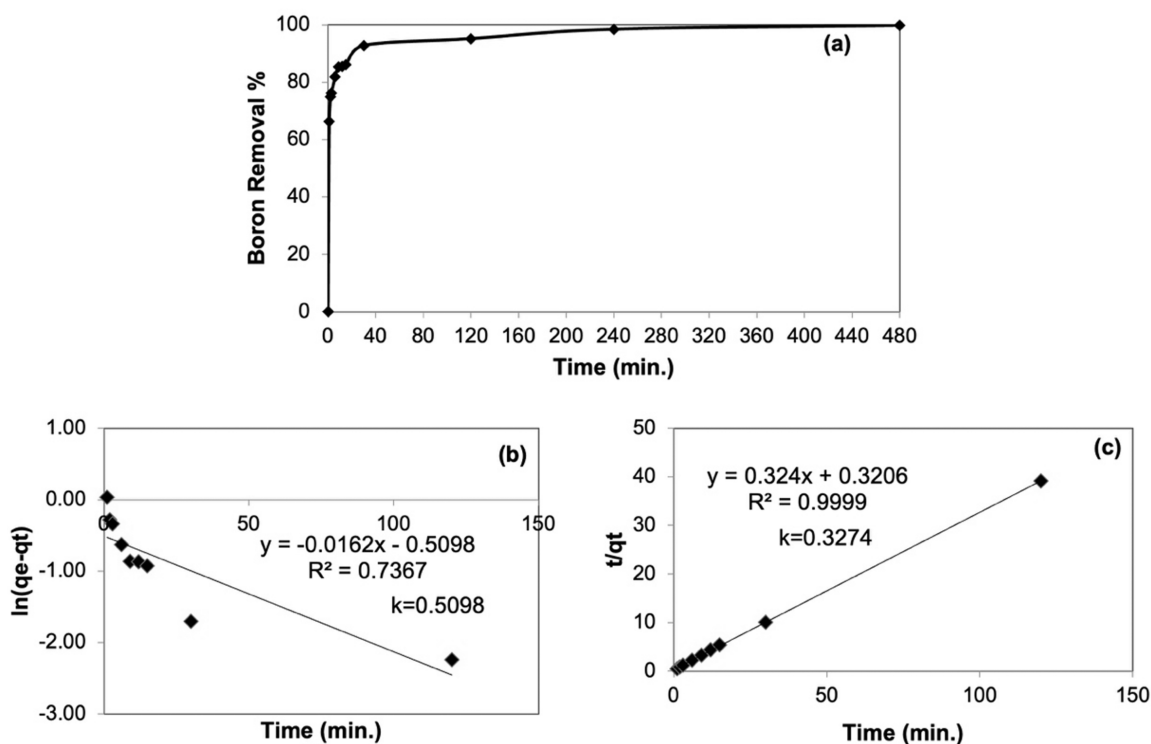 (a)
Boron Removal %
100
80
60
40
20
0
0 40 80 120 160 200 240 280 320 360 400 440 480
Time (min.)
(b)
ln(qe-qt)
1.00
0.00
-1.00
-2.00
-3.00
0 50 100 150
y = -0.0162x - 0.5098
R² = 0.7367
k=0.5098
Time (min.)
(c)
t/qt
50
40
30
20
10
0
y = 0.324x + 0.3206
R² = 0.9999
k=0.3274
0 50 100 150
Time (min.)